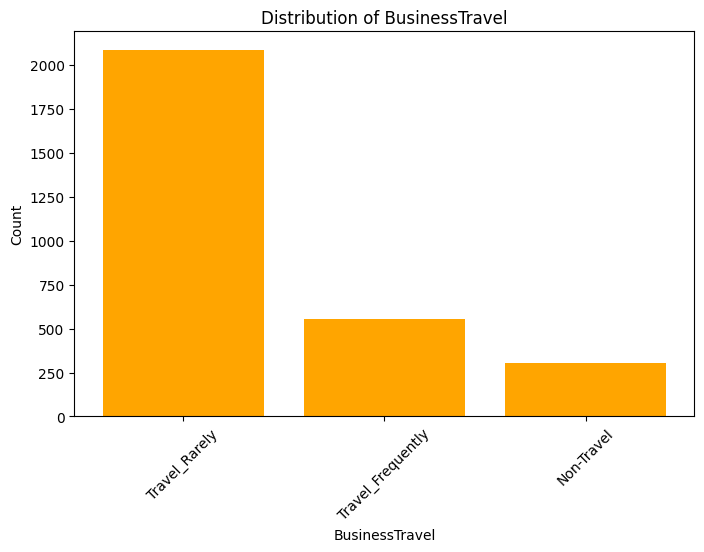 Distribution of BusinessTravel
Count
2000
1750
1500
1250
1000
750
500
250
0
Travel_Rarely
Travel_Frequently
Non-Travel
BusinessTravel